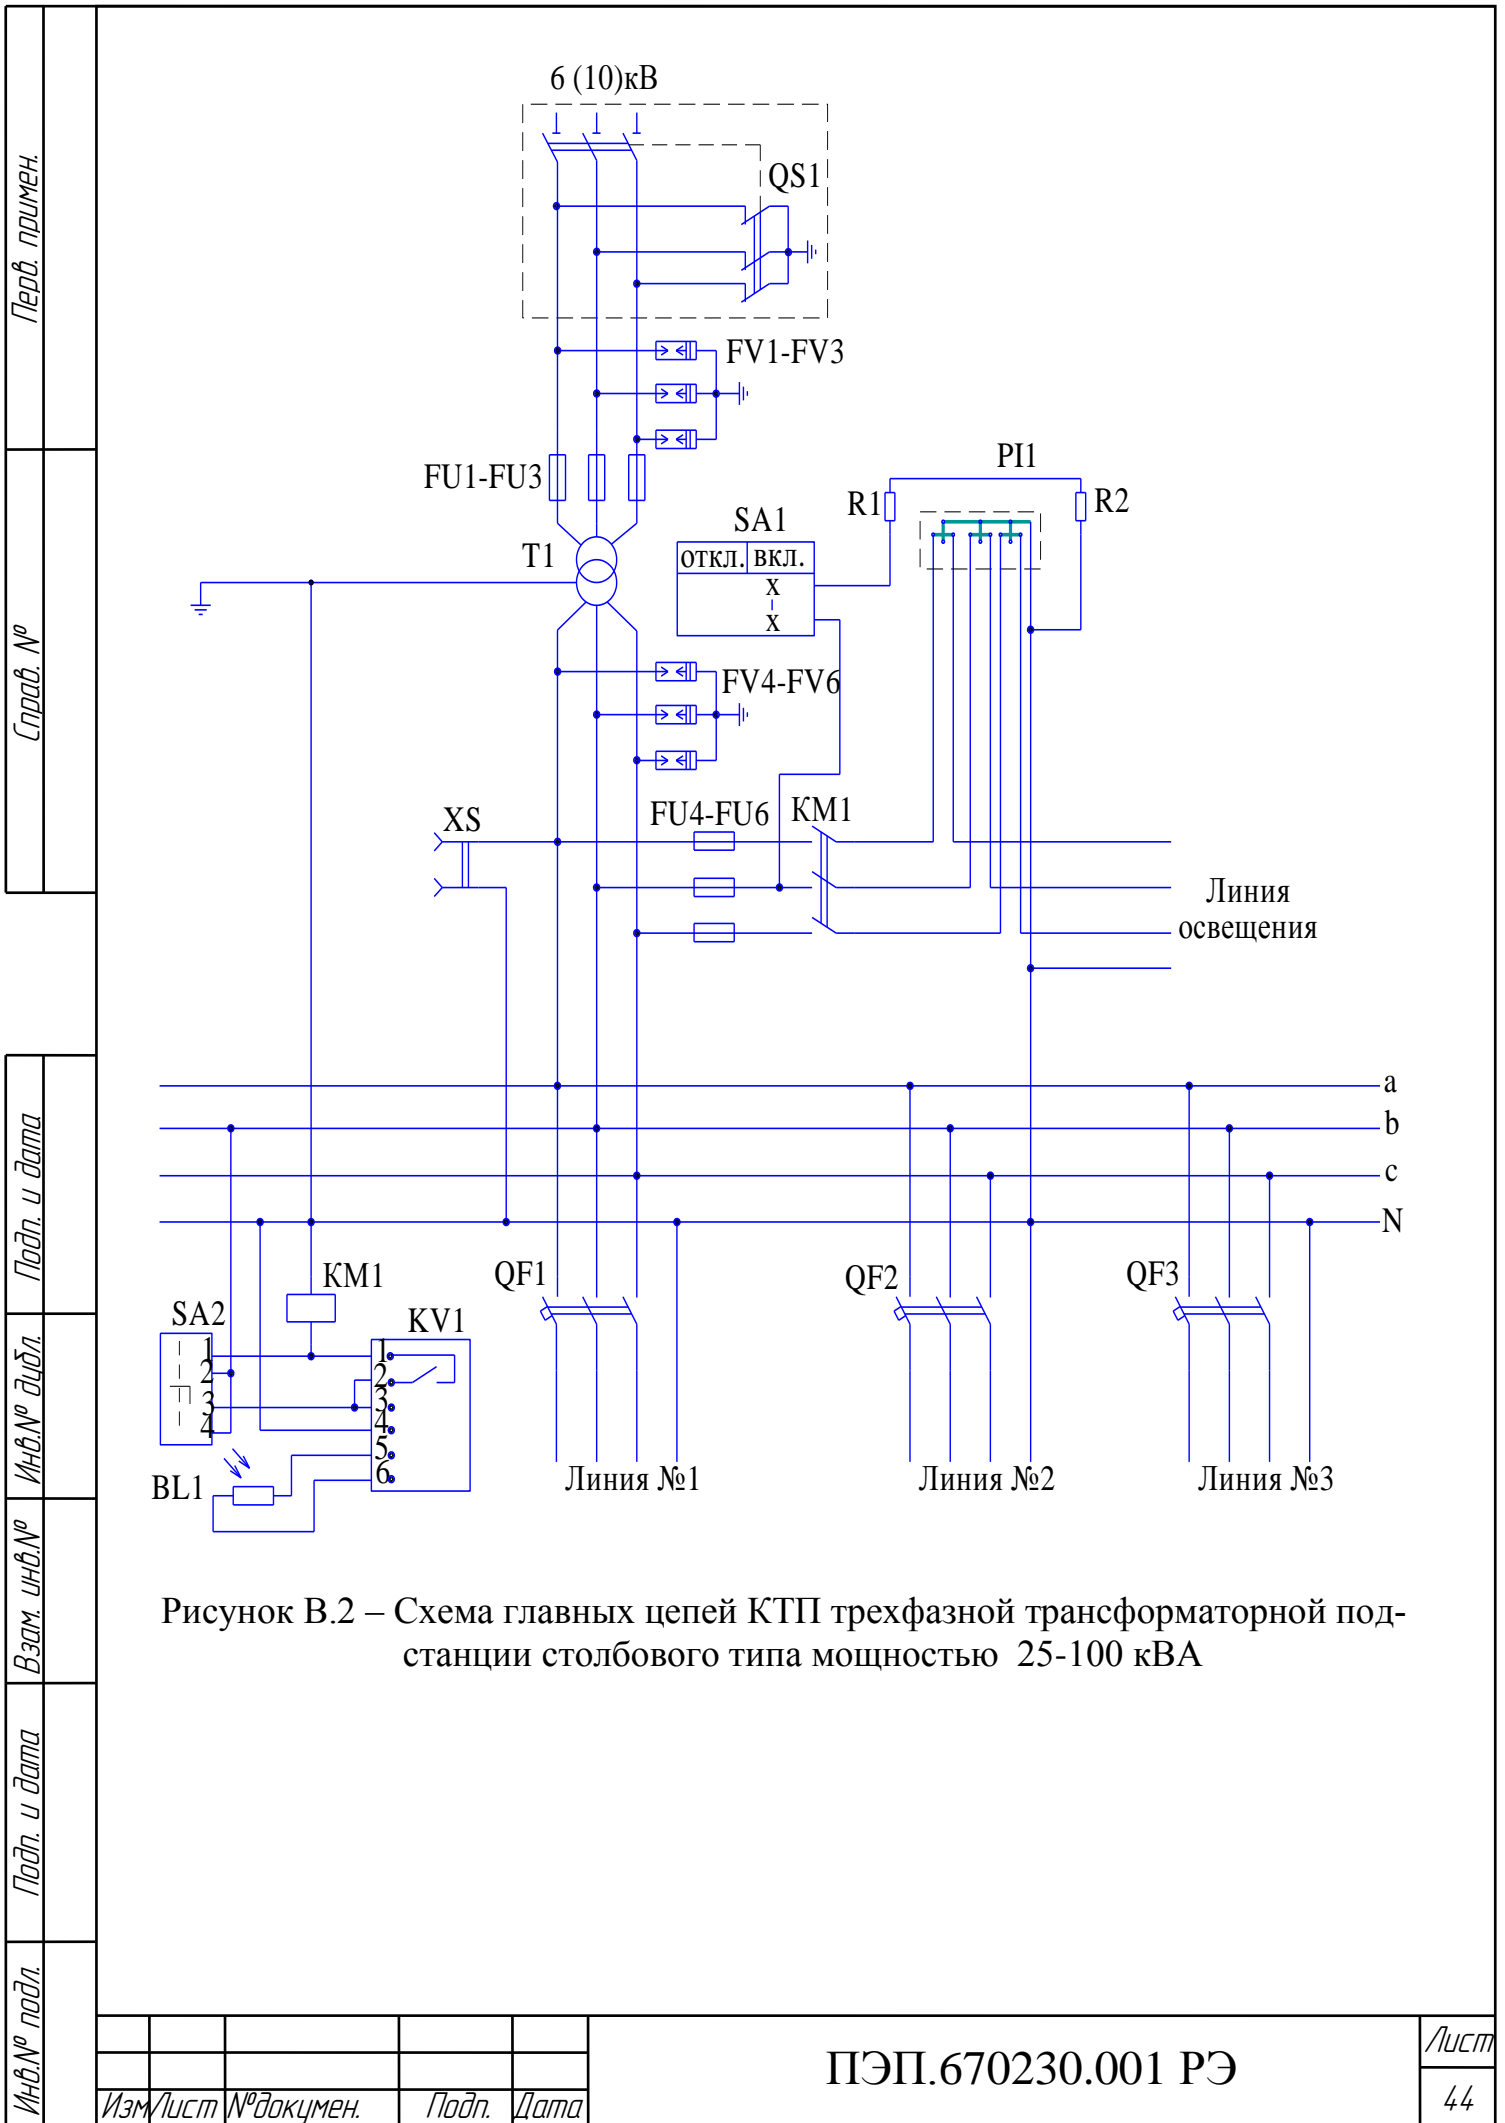 6 (10)кВ
QS1
FV1-FV3
FU1-FU3
PI1
R1
R2
SA1
откл. вкл.
x
x
T1
FV4-FV6
XS
FU4-FU6
KM1
Линия
освещения
a
b
c
N
KM1
QF1
QF2
QF3
SA2
1
2
3
4
KV1
1
2
3
4
5
6
BL1
Линия №1
Линия №2
Линия №3
Рисунок В.2 – Схема главных цепей КТП трехфазной трансформаторной под-
станции столбового типа мощностью 25-100 кВА
Перв. примен.
Справ. №
Подп. и дата
Инв.№ дубл.
Взам. инв.№
Подп. и дата
Инв.№ подл.
Изм Лист №докумен. Подп. Дата
ПЭП.670230.001 РЭ
Лист
44